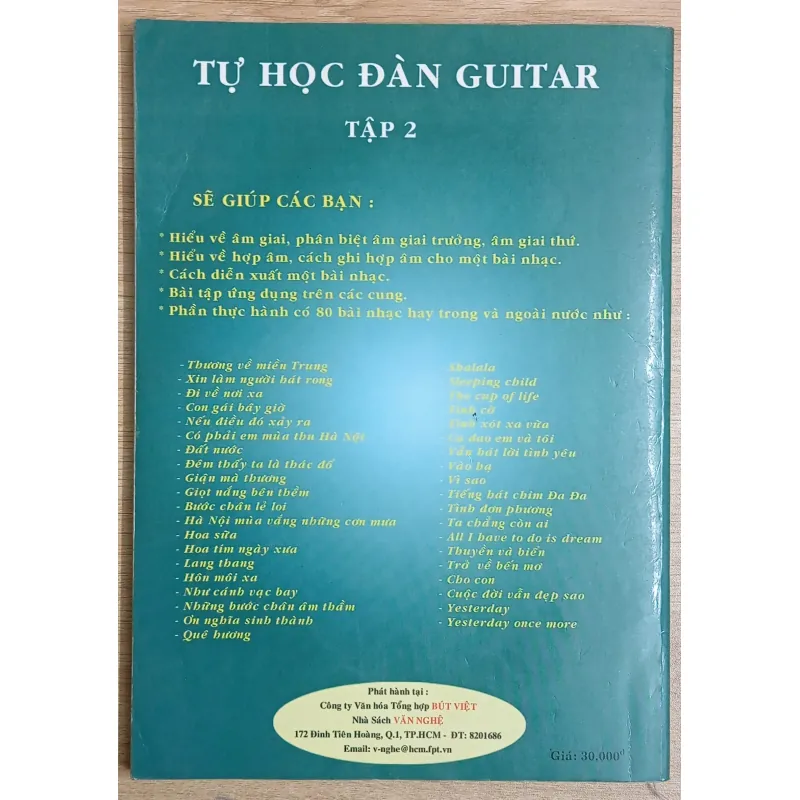 TỰ HỌC ĐÀN GUITAR
TẬP 2
SẼ GIÚP CÁC BẠN :
* Hiểu về âm giai, phân biệt âm giai trưởng, âm giai thứ.
* Hiểu về hợp âm, cách ghi hợp âm cho một bài nhạc.
* Cách diễn xuất một bài nhạc.
* Bài tập ứng dụng trên các cung.
* Phần thực hành có 80 bài nhạc hay trong và ngoài nước như :
- Thương về miền Trung
- Xin làm người hát rong
- Đi về nơi xa
- Con gái bây giờ
- Nếu điều đó xảy ra
- Có phải em mùa thu Hà Nội
- Đất nước
- Đêm thấy ta là thác đổ
- Giận mà thương
- Giọt nắng bên thềm
- Bước chân lẻ loi
- Hà Nội mùa vắng những cơn mưa
- Hoa sữa
- Hoa tím ngày xưa
- Lang thang
- Hôn môi xa
- Như cánh vạc bay
- Những bước chân âm thầm
- Ơn nghĩa sinh thành
- Quê hương
- Shalala
- Sleeping child
- The cup of life
- Tình cờ
- Tình xót xa vừa
- Ca dao em và tôi
- Vẫn hát lời tình yêu
- Vào hạ
- Vì sao
- Tiếng hát chim Đa Đa
- Tình đơn phương
- Ta chẳng còn ai
- All I have to do is dream
- Thuyền và biển
- Trở về bến mơ
- Cho con
- Cuộc đời vẫn đẹp sao
- Yesterday
- Yesterday once more
Phát hành tại :
Công ty Văn hóa Tổng hợp BÚT VIỆT
Nhà Sách VĂN NGHỆ
172 Đinh Tiên Hoàng, Q.1, TP.HCM - ĐT: 8201686
Email: v-nghe@hcm.fpt.vn
Giá: 30.000đ